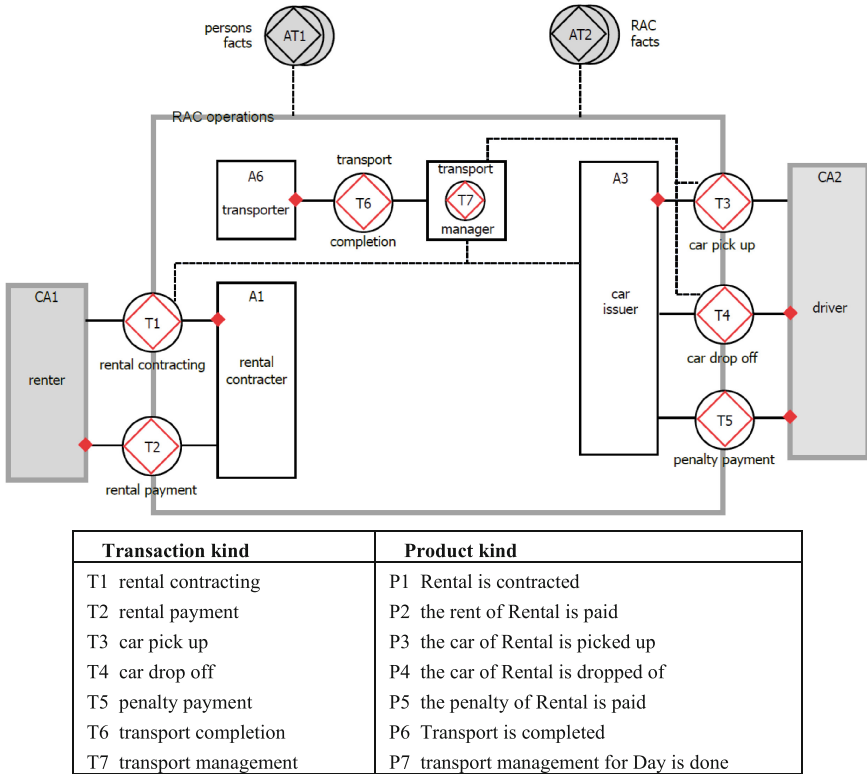 persons
facts
AT1
AT2
RAC
facts
RAC operations
A6
transporter
transport
T6
completion
transport
T7
manager
A3
car
issuer
T3
car pick up
CA2
driver
CA1
renter
T1
rental contracting
A1
rental
contracter
T4
car drop off
T2
rental payment
T5
penalty payment
Transaction kind Product kind
T1 rental contracting P1 Rental is contracted
T2 rental payment P2 the rent of Rental is paid
T3 car pick up P3 the car of Rental is picked up
T4 car drop off P4 the car of Rental is dropped of
T5 penalty payment P5 the penalty of Rental is paid
T6 transport completion P6 Transport is completed
T7 transport management P7 transport management for Day is done